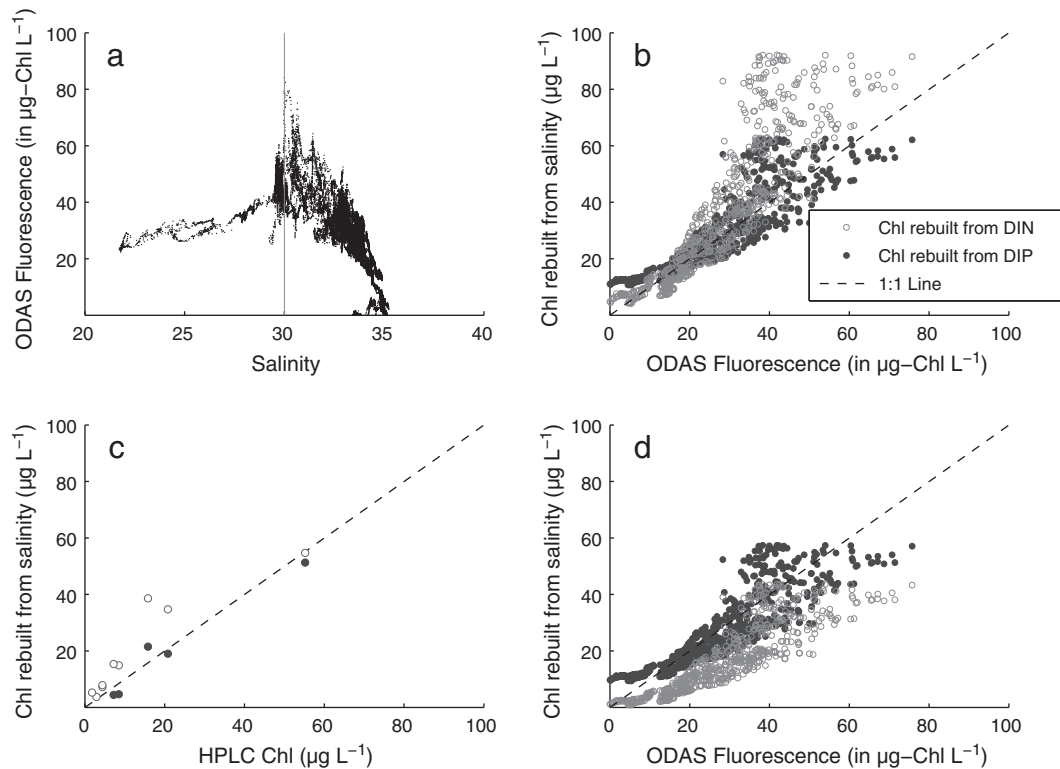 ODAS Fluorescence (in µg–Chl L⁻¹)
100
80
60
40
20
a
20
25
30
35
40
Salinity
Chl rebuilt from salinity (µg L⁻¹)
100
80
60
40
20
b
Chl rebuilt from DIN
Chl rebuilt from DIP
1:1 Line
0
20
40
60
80
100
ODAS Fluorescence (in µg–Chl L⁻¹)
Chl rebuilt from salinity (µg L⁻¹)
100
80
60
40
20
c
0
20
40
60
80
100
HPLC Chl (µg L⁻¹)
Chl rebuilt from salinity (µg L⁻¹)
100
80
60
40
20
d
0
20
40
60
80
100
ODAS Fluorescence (in µg–Chl L⁻¹)